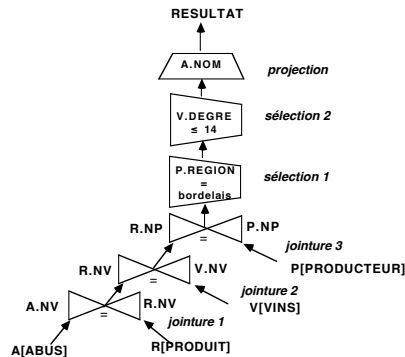 RESULTAT
A.NOM
projection
V.DEGRE
≤ 14
sélection 2
P.REGION
=
bordelais
sélection 1
R.NP
=
P.NP
jointure 3
P[PRODUCTEUR]
R.NV
=
V.NV
jointure 2
V[VINS]
A.NV
=
R.NV
jointure 1
A[ABUS]
R[PRODUIT]